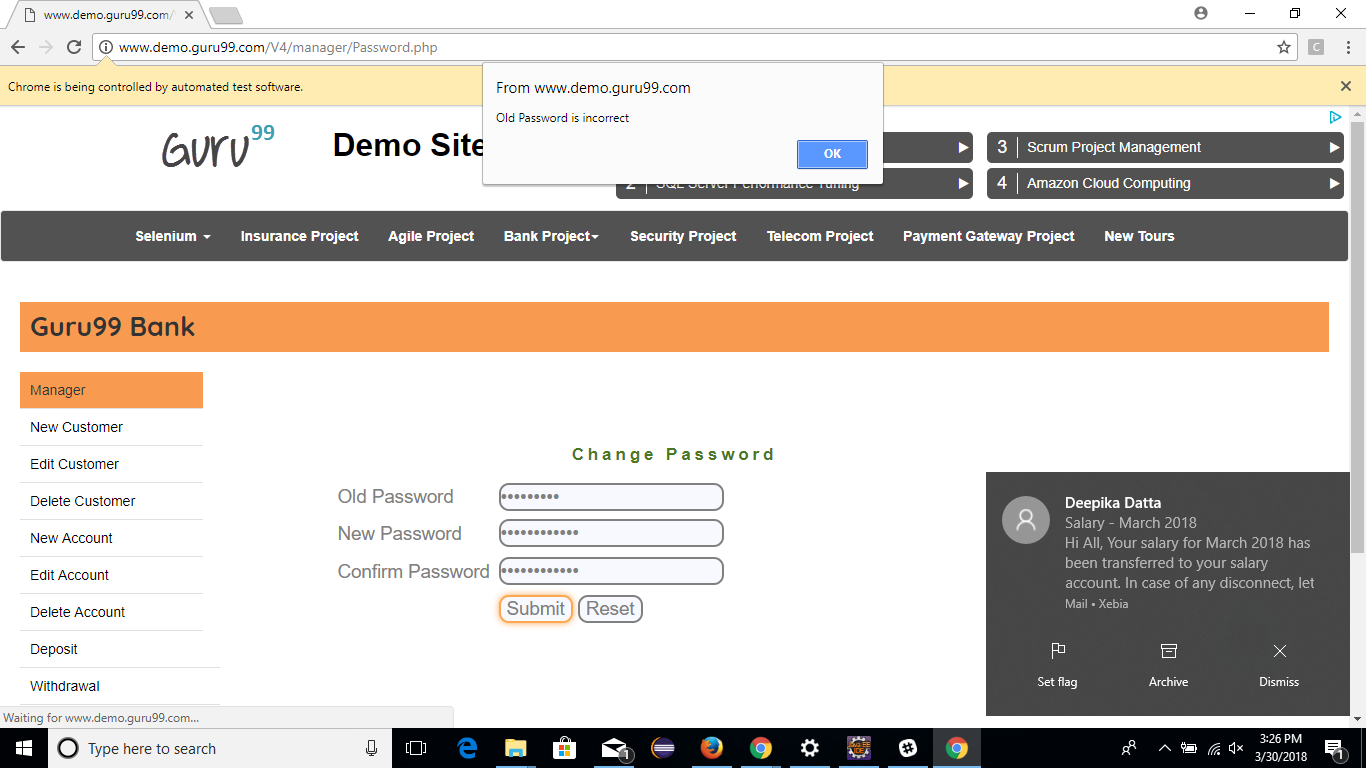 www.demo.guru99.com/
www.demo.guru99.com/V4/manager/Password.php
C
Chrome is being controlled by automated test software.
From www.demo.guru99.com
Old Password is incorrect
OK
Guru99
Demo Site
3 Scrum Project Management
2 SQL Server Performance Tuning
4 Amazon Cloud Computing
Selenium Insurance Project Agile Project Bank Project Security Project Telecom Project Payment Gateway Project New Tours
Guru99 Bank
Manager
New Customer
Edit Customer
Delete Customer
New Account
Edit Account
Delete Account
Deposit
Withdrawal
Change Password
Old Password •••••••••
New Password ••••••••••••
Confirm Password ••••••••••••
Submit Reset
Deepika Datta
Salary - March 2018
Hi All, Your salary for March 2018 has
been transferred to your salary
account. In case of any disconnect, let
Mail • Xebia
Set flag Archive Dismiss
Waiting for www.demo.guru99.com...
Type here to search
1
3:26 PM
3/30/2018
1